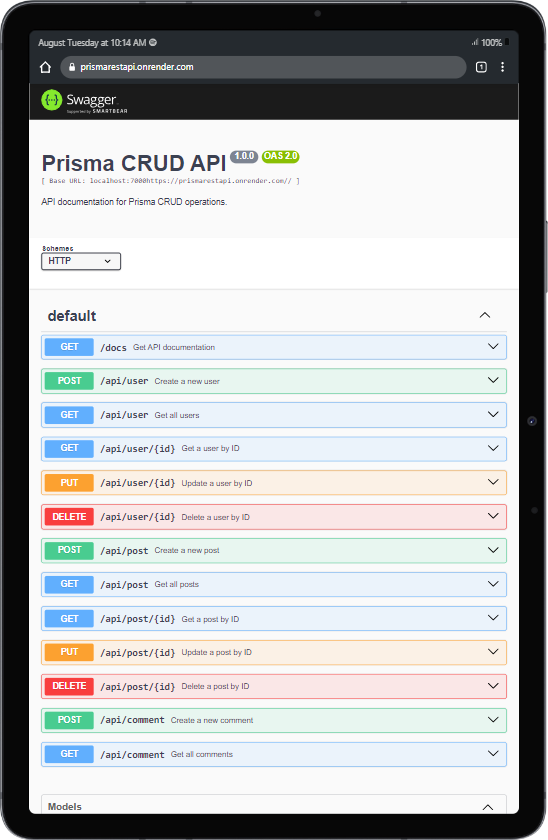 August Tuesday at 10:14 AM
100%
prismarestapi.onrender.com
1
{···} Swagger
Supported by SMARTBEAR
Prisma CRUD API 1.0.0 OAS 2.0
[ Base URL: localhost:7000https://prismarestapi.onrender.com// ]
API documentation for Prisma CRUD operations.
Schemes
HTTP
default
GET /docs Get API documentation
POST /api/user Create a new user
GET /api/user Get all users
GET /api/user/{id} Get a user by ID
PUT /api/user/{id} Update a user by ID
DELETE /api/user/{id} Delete a user by ID
POST /api/post Create a new post
GET /api/post Get all posts
GET /api/post/{id} Get a post by ID
PUT /api/post/{id} Update a post by ID
DELETE /api/post/{id} Delete a post by ID
POST /api/comment Create a new comment
GET /api/comment Get all comments
Models